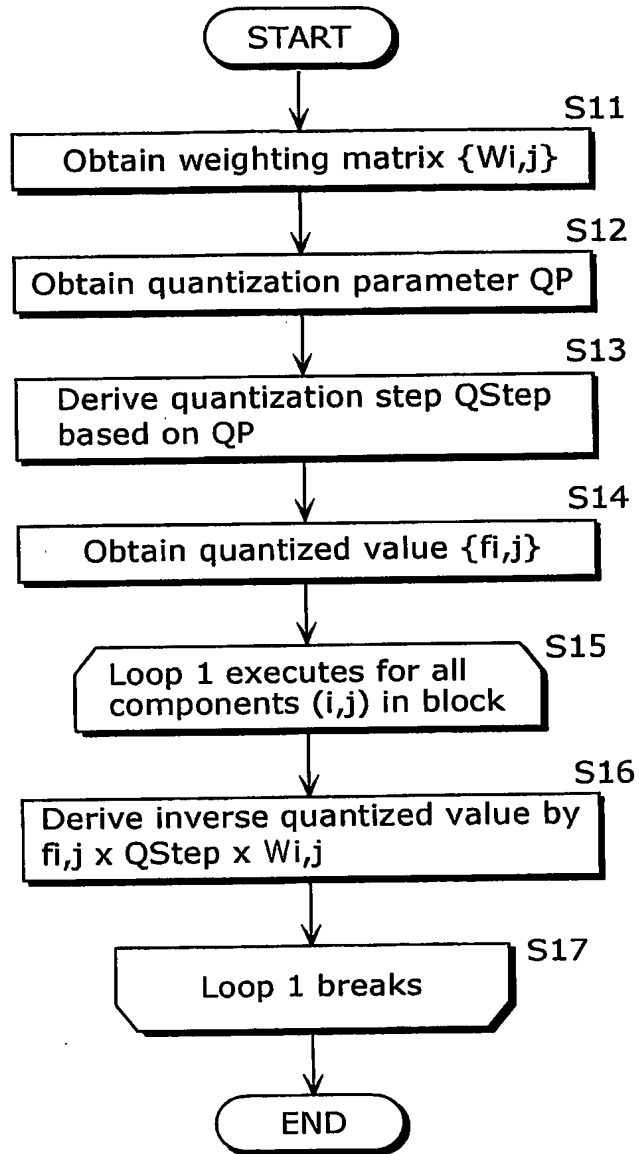 START
S11
Obtain weighting matrix {Wi,j}
S12
Obtain quantization parameter QP
S13
Derive quantization step QStep
based on QP
S14
Obtain quantized value {fi,j}
S15
Loop 1 executes for all
components (i,j) in block
S16
Derive inverse quantized value by
fi,j x QStep x Wi,j
S17
Loop 1 breaks
END